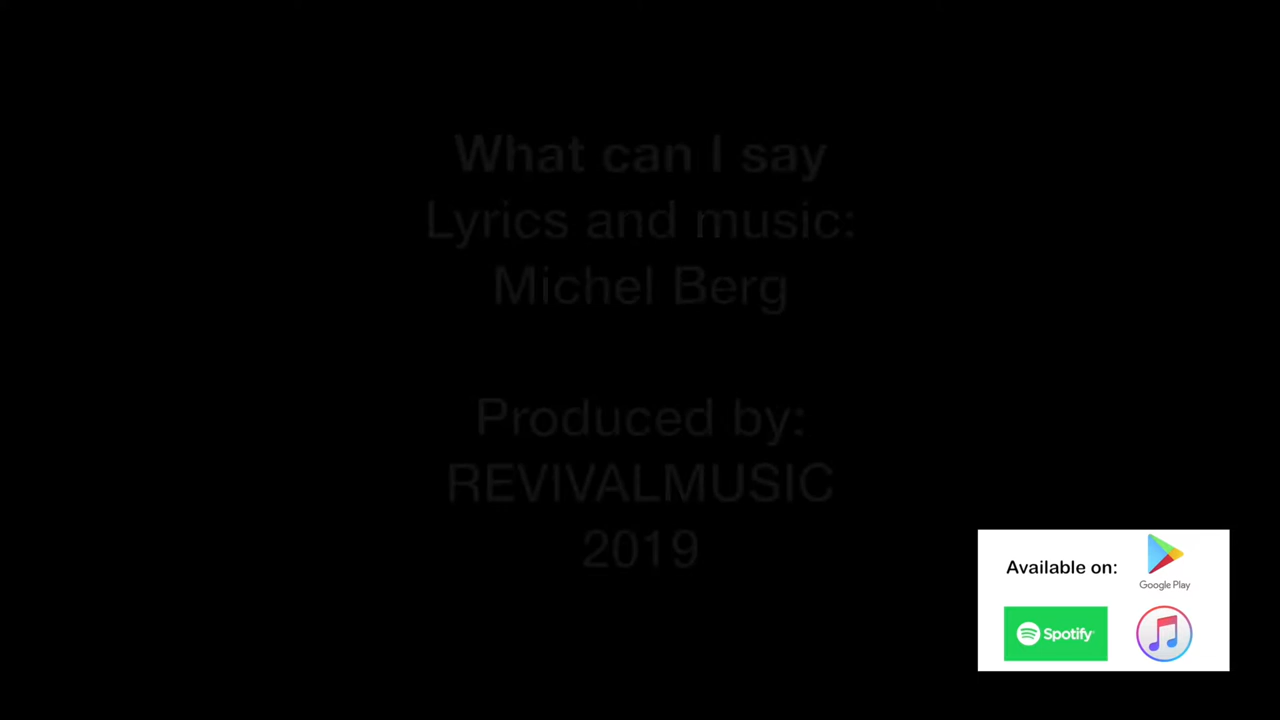 What can I say
Lyrics and music:
Michel Berg
Produced by:
REVIVALMUSIC
2019
Available on:
Google Play
Spotify